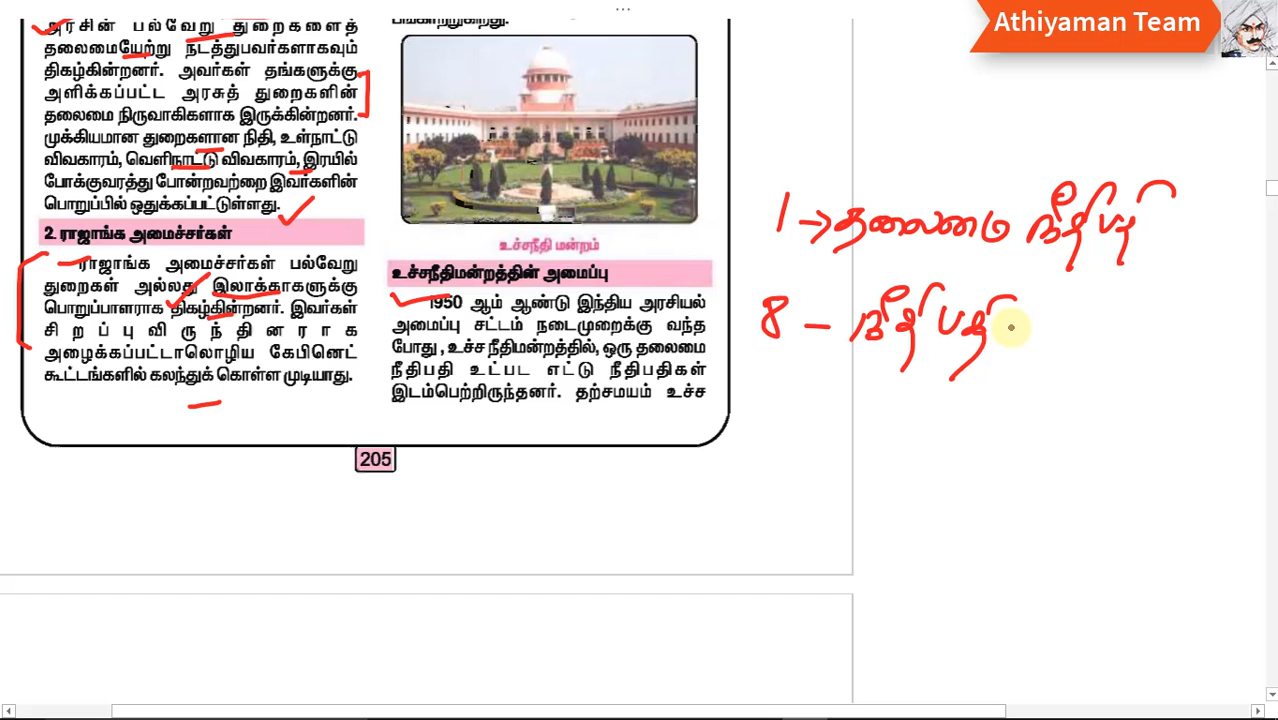 அரசின் பல்வேறு துறைகளைத்
தலைமையேற்று நடத்துபவர்களாகவும்
திகழ்கின்றனர். அவர்கள் தங்களுக்கு
அளிக்கப்பட்ட அரசுத் துறைகளின்
தலைமை நிருவாகிகளாக இருக்கின்றனர்.
முக்கியமான துறைகளான நிதி, உள்நாட்டு
விவகாரம், வெளிநாட்டு விவகாரம், இரயில்
போக்குவரத்து போன்றவற்றை இவர்களின்
பொறுப்பில் ஒதுக்கப்பட்டுள்ளது.
2. ராஜாங்க அமைச்சர்கள்
ராஜாங்க அமைச்சர்கள் பல்வேறு
துறைகள் அல்லது இலாக்காகளுக்கு
பொறுப்பாளராக திகழ்கின்றனர். இவர்கள்
சிறப்புவிருந்தினராக
அழைக்கப்பட்டாலொழிய கேபினெட்
கூட்டங்களில் கலந்துக் கொள்ள முடியாது.
உச்சநீதி மன்றம்
உச்சநீதிமன்றத்தின் அமைப்பு
1950 ஆம் ஆண்டு இந்திய அரசியல்
அமைப்பு சட்டம் நடைமுறைக்கு வந்த
போது , உச்ச நீதிமன்றத்தில், ஒரு தலைமை
நீதிபதி உட்பட எட்டு நீதிபதிகள்
இடம்பெற்றிருந்தனர். தற்சமயம் உச்ச
205
Athiyaman Team
1 → தலைமை நீதிபதி
8 – நீதிபதி